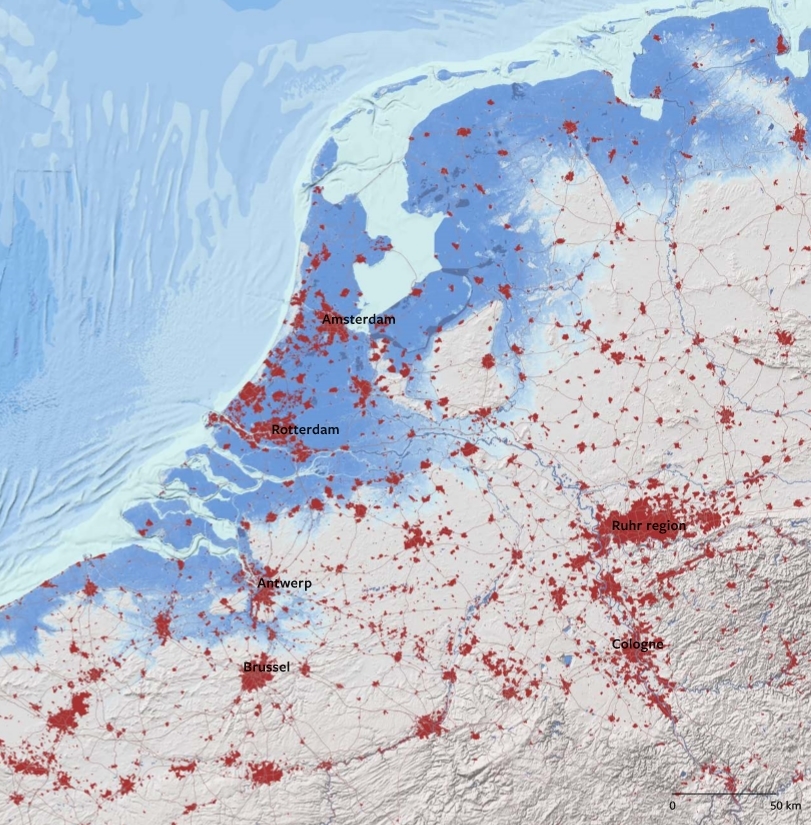 Amsterdam
Rotterdam
Ruhr region
Antwerp
Cologne
Brussel
0 50 km